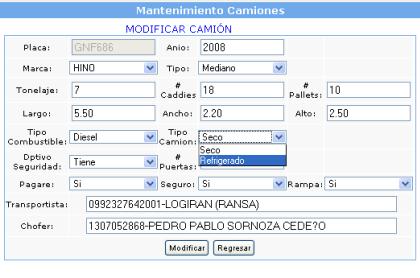 Mantenimiento Camiones
MODIFICAR CAMIÓN
Placa: GNF686 Anio: 2008
Marca: HINO Tipo: Mediano
Tonelaje: 7 # Caddies 18 # Pallets: 10
Largo: 5.50 Ancho: 2.20 Alto: 2.50
Tipo Combustible: Diesel Tipo Camion: Seco
Seco
Refrigerado
Dptivo Seguridad: Tiene # Puertas:
Pagare: Si Seguro: Si Rampa: Si
Transportista: 0992327642001-LOGIRAN (RANSA)
Chofer: 1307052868-PEDRO PABLO SORNOZA CEDE?O
Modificar Regresar